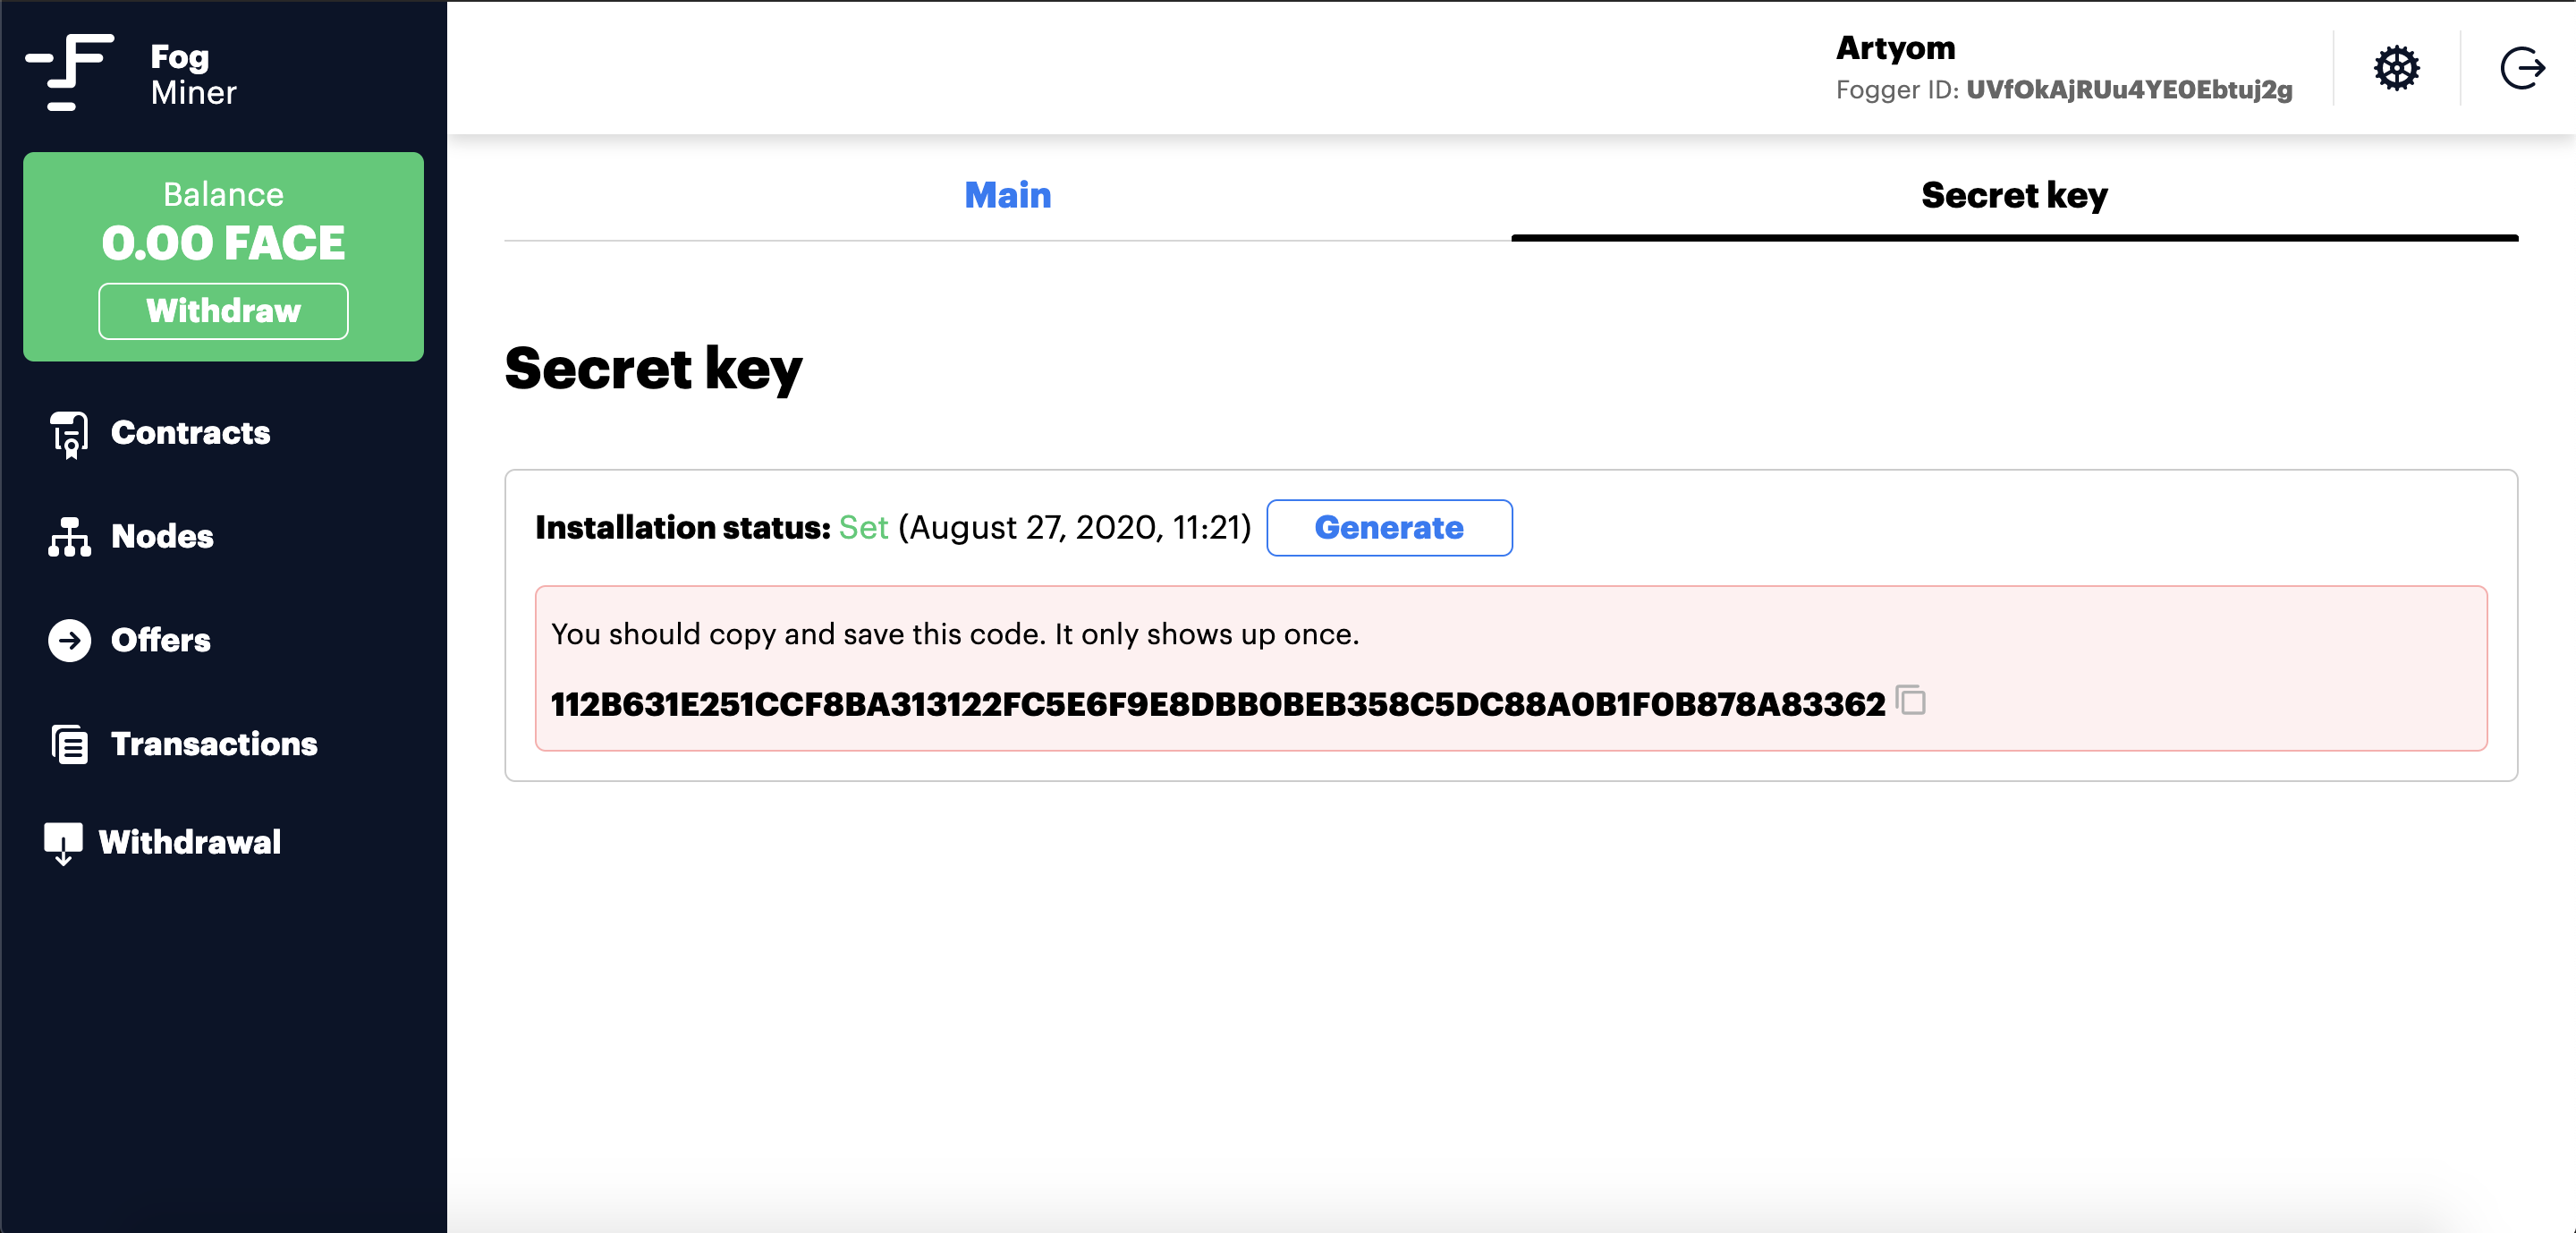 Fog
Miner
Artyom
Fogger ID: UVfOkAjRUu4YE0Ebtuj2g
Balance
0.00 FACE
Withdraw
Contracts
Nodes
Offers
Transactions
Withdrawal
Main
Secret key
Secret key
Installation status: Set (August 27, 2020, 11:21)
Generate
You should copy and save this code. It only shows up once.
112B631E251CCF8BA313122FC5E6F9E8DBB0BEB358C5DC88A0B1F0B878A83362